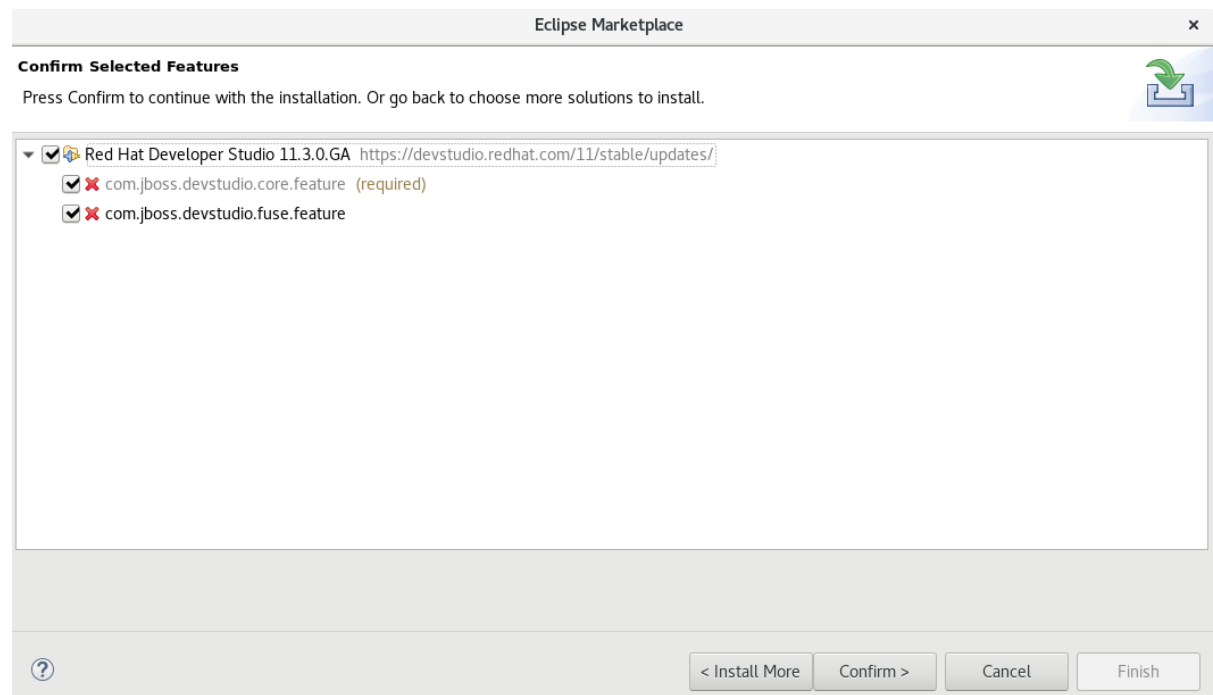 Eclipse Marketplace
Confirm Selected Features
Press Confirm to continue with the installation. Or go back to choose more solutions to install.
Red Hat Developer Studio 11.3.0.GA https://devstudio.redhat.com/11/stable/updates/
com.jboss.devstudio.core.feature (required)
com.jboss.devstudio.fuse.feature
< Install More Confirm > Cancel Finish